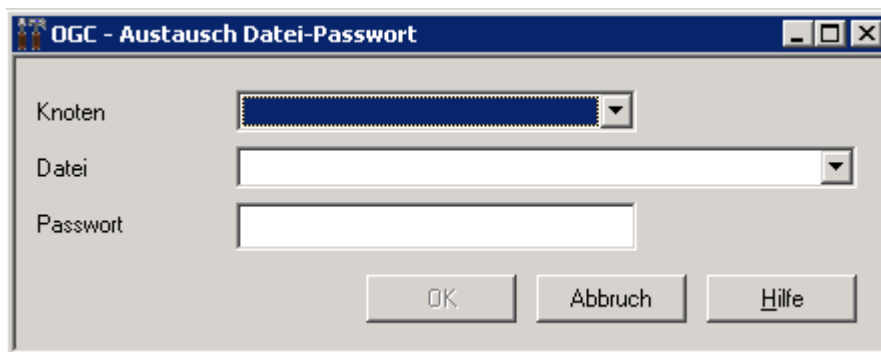 OGC - Austausch Datei-Passwort
Knoten
Datei
Passwort
OK Abbruch Hilfe